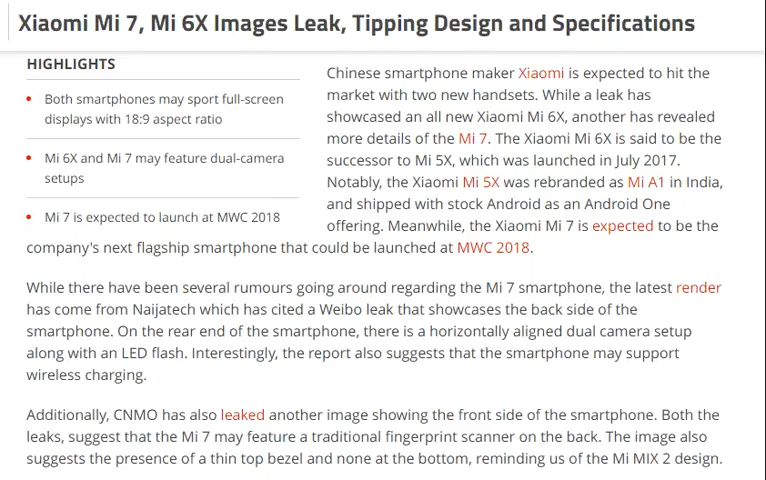 Xiaomi Mi 7, Mi 6X Images Leak, Tipping Design and Specifications
HIGHLIGHTS
Both smartphones may sport full-screen
displays with 18:9 aspect ratio
Mi 6X and Mi 7 may feature dual-camera
setups
Mi 7 is expected to launch at MWC 2018
Chinese smartphone maker Xiaomi is expected to hit the
market with two new handsets. While a leak has
showcased an all new Xiaomi Mi 6X, another has revealed
more details of the Mi 7. The Xiaomi Mi 6X is said to be the
successor to Mi 5X, which was launched in July 2017.
Notably, the Xiaomi Mi 5X was rebranded as Mi A1 in India,
and shipped with stock Android as an Android One
offering. Meanwhile, the Xiaomi Mi 7 is expected to be the
company's next flagship smartphone that could be launched at MWC 2018.
While there have been several rumours going around regarding the Mi 7 smartphone, the latest render
has come from Naijatech which has cited a Weibo leak that showcases the back side of the
smartphone. On the rear end of the smartphone, there is a horizontally aligned dual camera setup
along with an LED flash. Interestingly, the report also suggests that the smartphone may support
wireless charging.
Additionally, CNMO has also leaked another image showing the front side of the smartphone. Both the
leaks, suggest that the Mi 7 may feature a traditional fingerprint scanner on the back. The image also
suggests the presence of a thin top bezel and none at the bottom, reminding us of the Mi MIX 2 design.